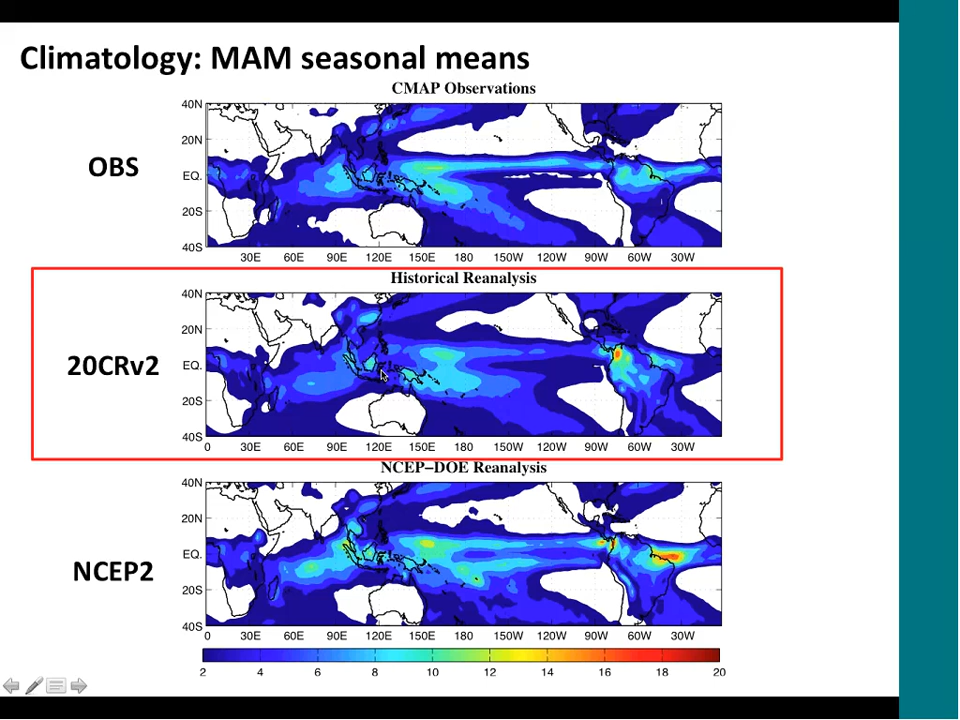 Climatology: MAM seasonal means
CMAP Observations
OBS
40N
20N
EQ.
20S
40S
30E 60E 90E 120E 150E 180 150W 120W 90W 60W 30W
Historical Reanalysis
20CRv2
40N
20N
EQ.
20S
40S
0 30E 60E 90E 120E 150E 180 150W 120W 90W 60W 30W
NCEP−DOE Reanalysis
NCEP2
40N
20N
EQ.
20S
40S
0 30E 60E 90E 120E 150E 180 150W 120W 90W 60W 30W
2 4 6 8 10 12 14 16 18 20